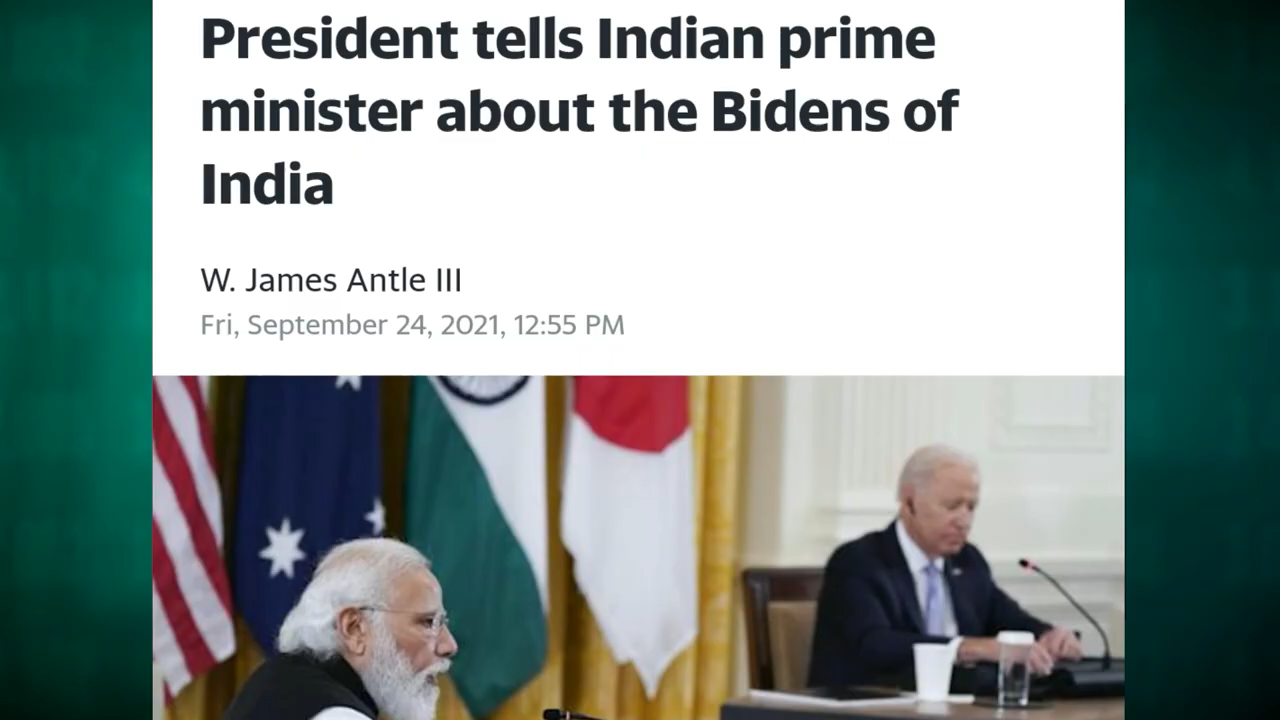 President tells Indian prime
minister about the Bidens of
India
W. James Antle III
Fri, September 24, 2021, 12:55 PM